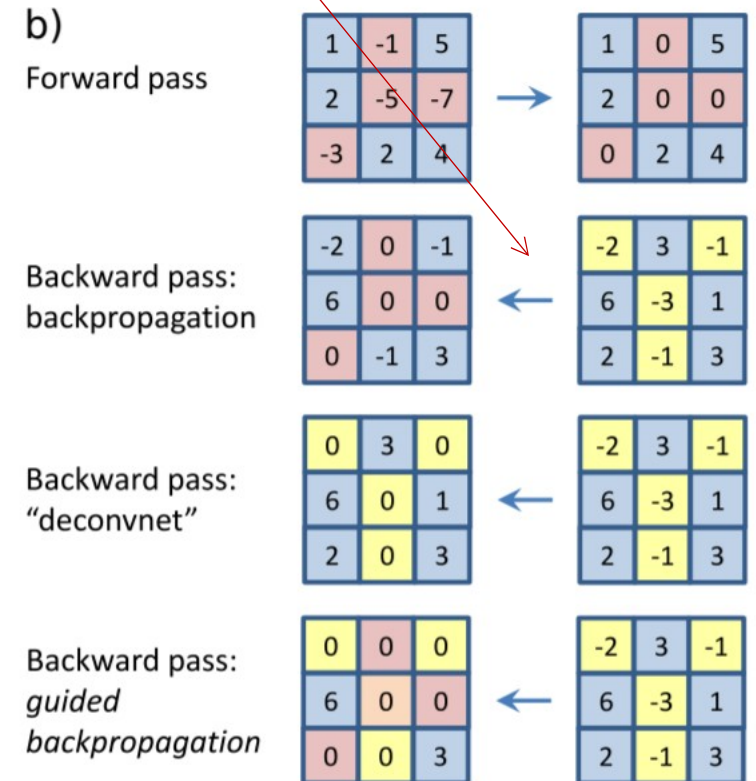 b)
Forward pass
1 -1 5 1 0 5
2 -5 -7 2 0 0
-3 2 4 0 2 4
Backward pass:
backpropagation
-2 0 -1 -2 3 -1
6 0 0 6 -3 1
0 -1 3 2 -1 3
Backward pass:
“deconvnet”
0 3 0 -2 3 -1
6 0 1 6 -3 1
2 0 3 2 -1 3
Backward pass:
guided
backpropagation
0 0 0 -2 3 -1
6 0 0 6 -3 1
0 0 3 2 -1 3